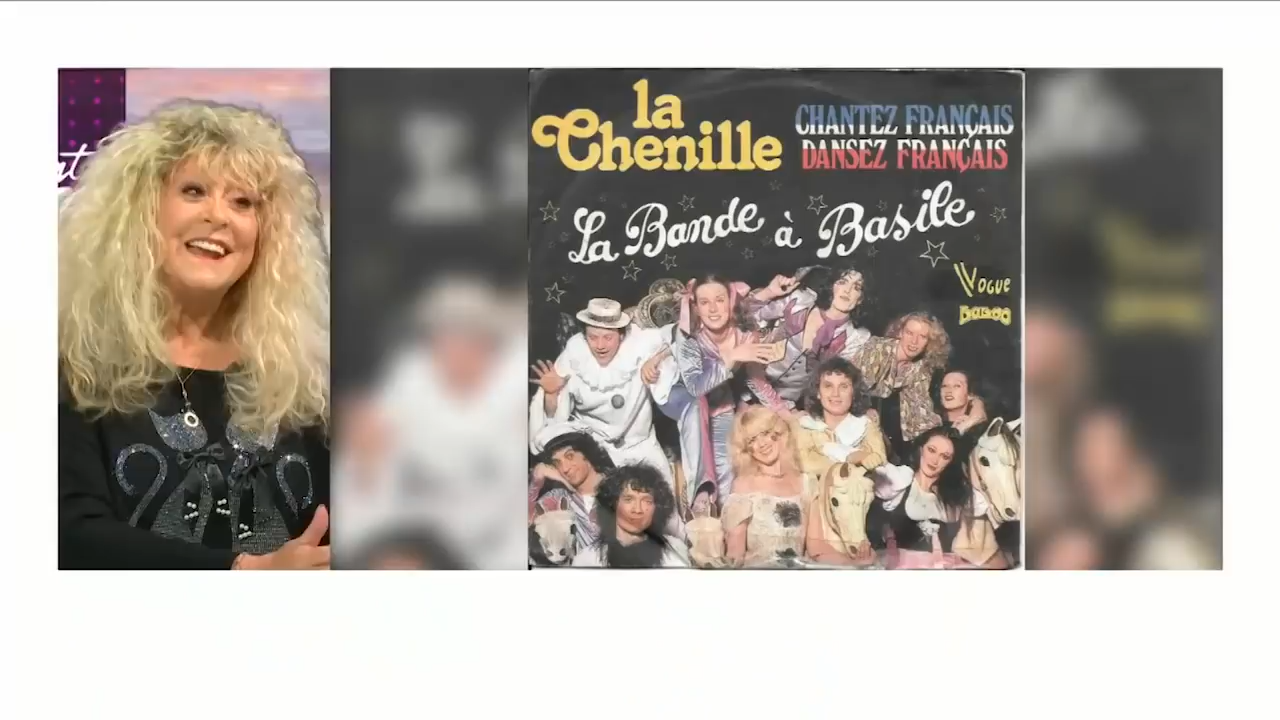 la
Chenille
CHANTEZ FRANÇAIS
DANSEZ FRANÇAIS
La Bande à Basile
VOGUE